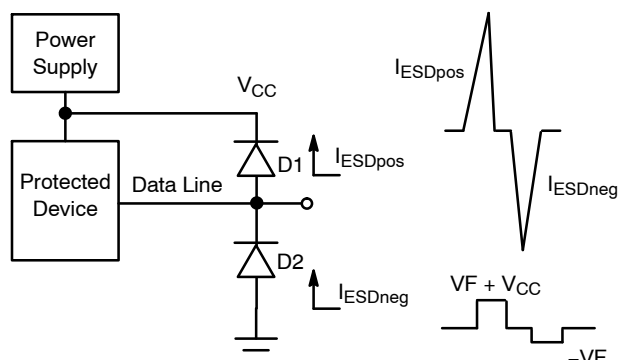 Power
Supply
V_CC
I_ESDpos
D1
I_ESDpos
Protected
Device
Data Line
I_ESDneg
D2
I_ESDneg
VF + V_CC
−VF